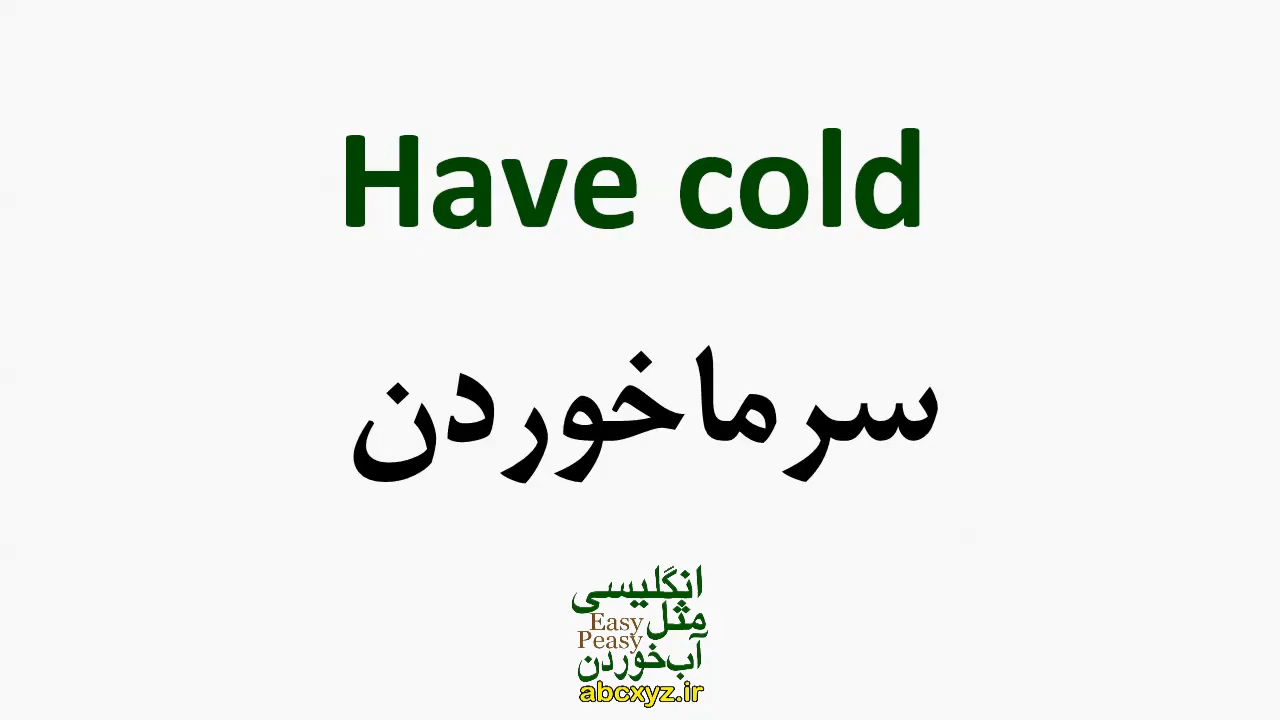 Have cold
سرماخوردن
انگلیسی
مثل Easy
Peasy
آب‌خوردن
abcxyz.ir